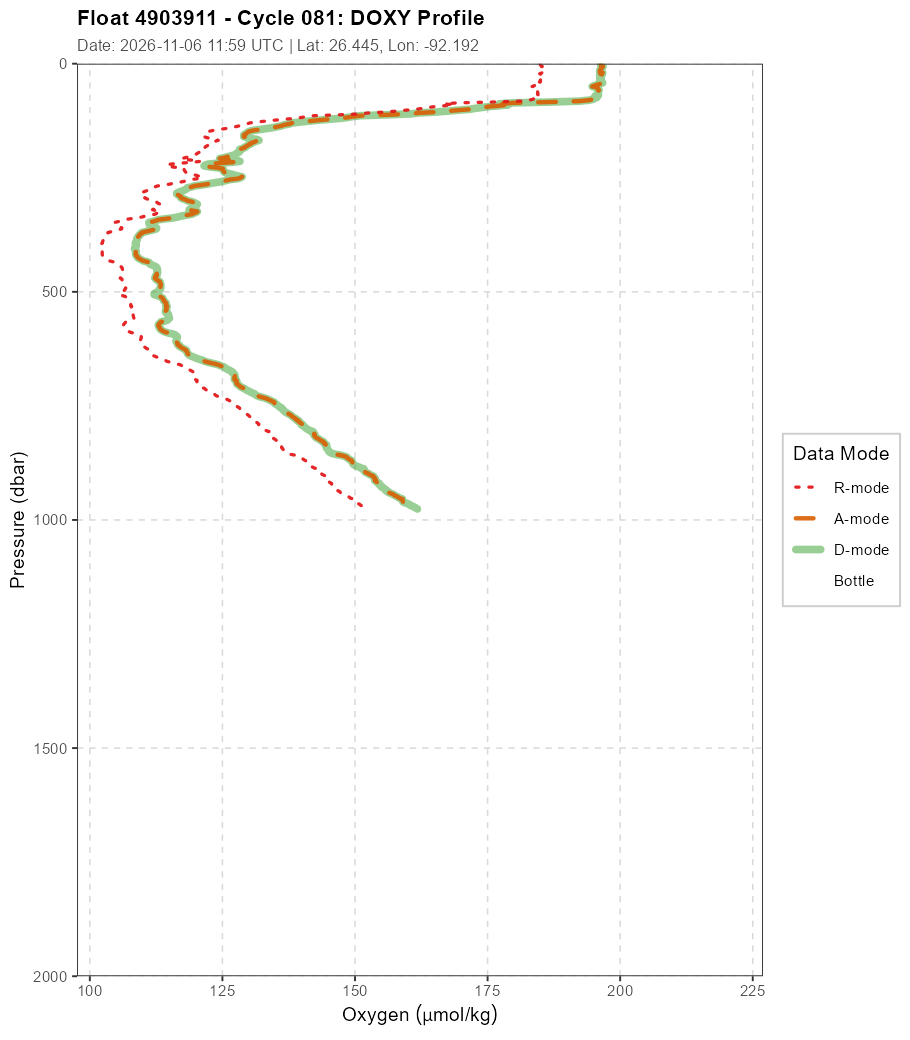 Float 4903911 - Cycle 081: DOXY Profile
Date: 2026-11-06 11:59 UTC | Lat: 26.445, Lon: -92.192
0
500
1000
1500
2000
Pressure (dbar)
100
125
150
175
200
225
Oxygen (μmol/kg)
Data Mode
R-mode
A-mode
D-mode
Bottle